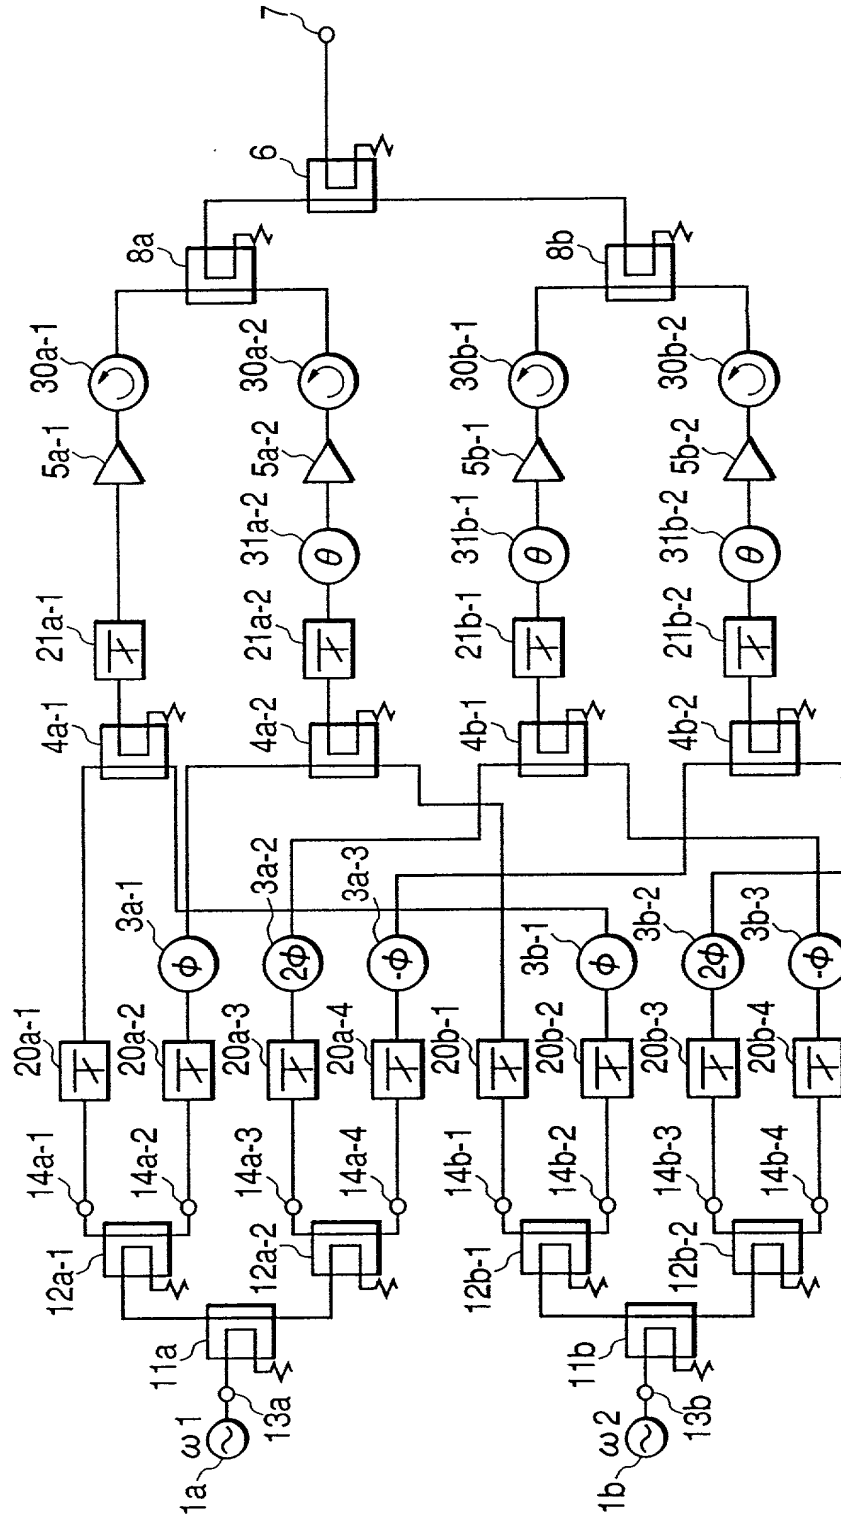 7
6
8a
8b
30a-1
30a-2
30b-1
30b-2
5a-1
5a-2
5b-1
5b-2
31a-2
31b-1
31b-2
θ
θ
θ
21a-1
21a-2
21b-1
21b-2
4a-1
4a-2
4b-1
4b-2
3a-1
3a-2
3a-3
3b-1
3b-2
3b-3
ϕ
2ϕ
-ϕ
ϕ
2ϕ
-ϕ
20a-1
20a-2
20a-3
20a-4
20b-1
20b-2
20b-3
20b-4
14a-1
14a-2
14a-3
14a-4
14b-1
14b-2
14b-3
14b-4
12a-1
12a-2
12b-1
12b-2
11a
11b
13a
13b
ω1
ω2
1a
1b